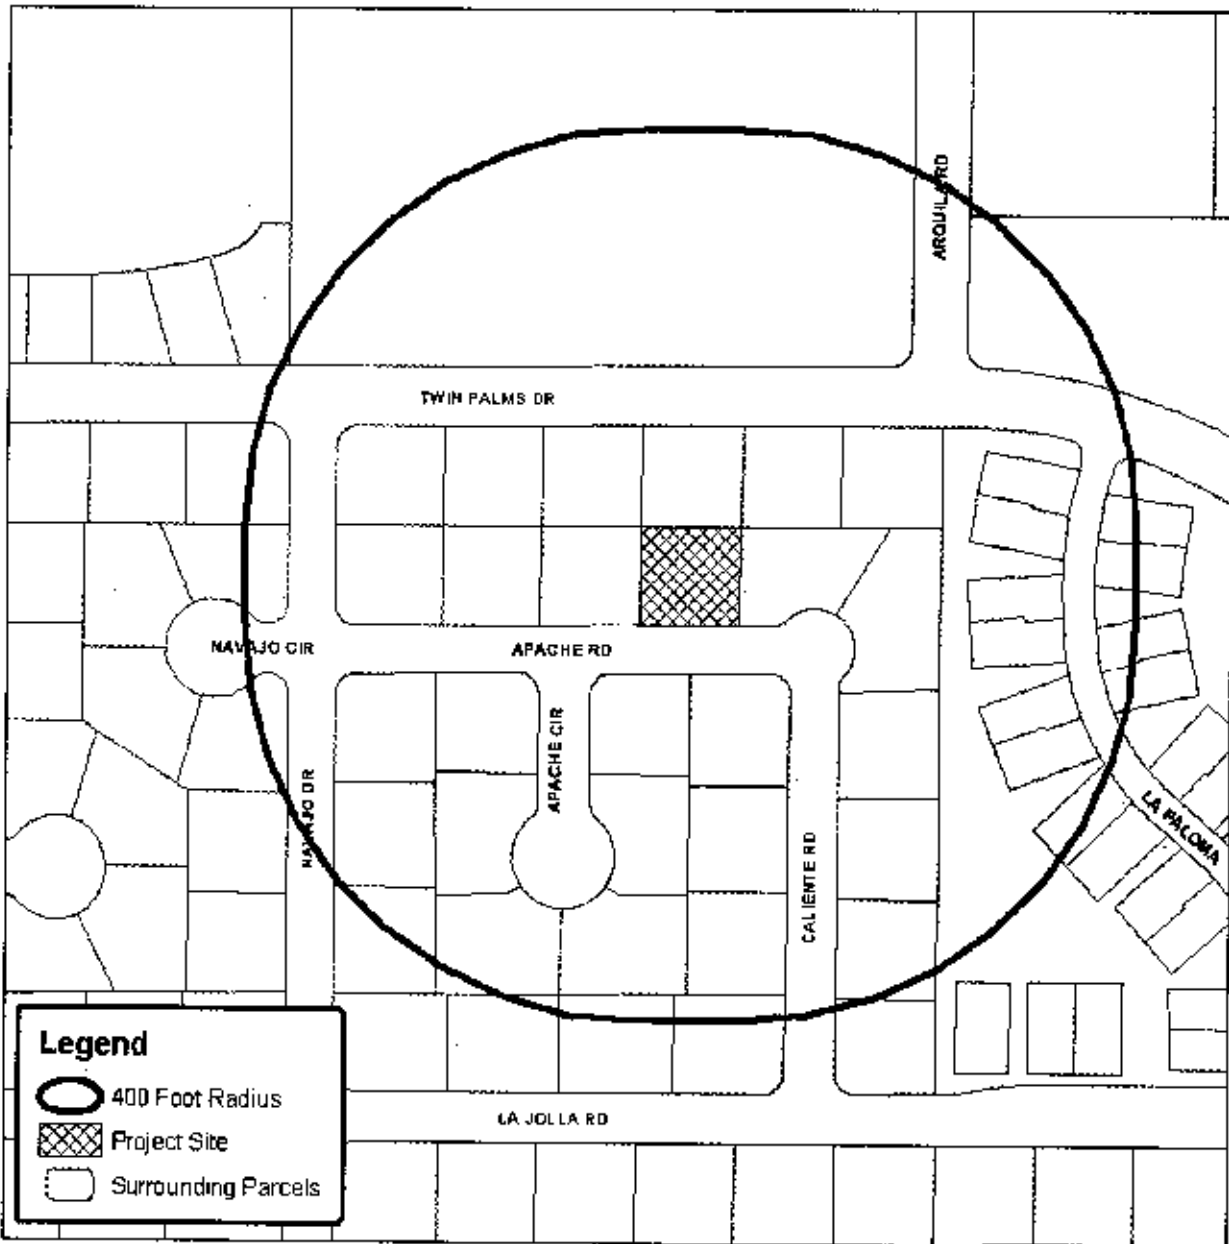 ARQUILA RD
TWIN PALMS DR
NAVAJO CIR
APACHE RD
APACHE CIR
NAVAJO DR
CALIENTE RD
LA PALOMA
LA JOLLA RD
Legend
400 Foot Radius
Project Site
Surrounding Parcels